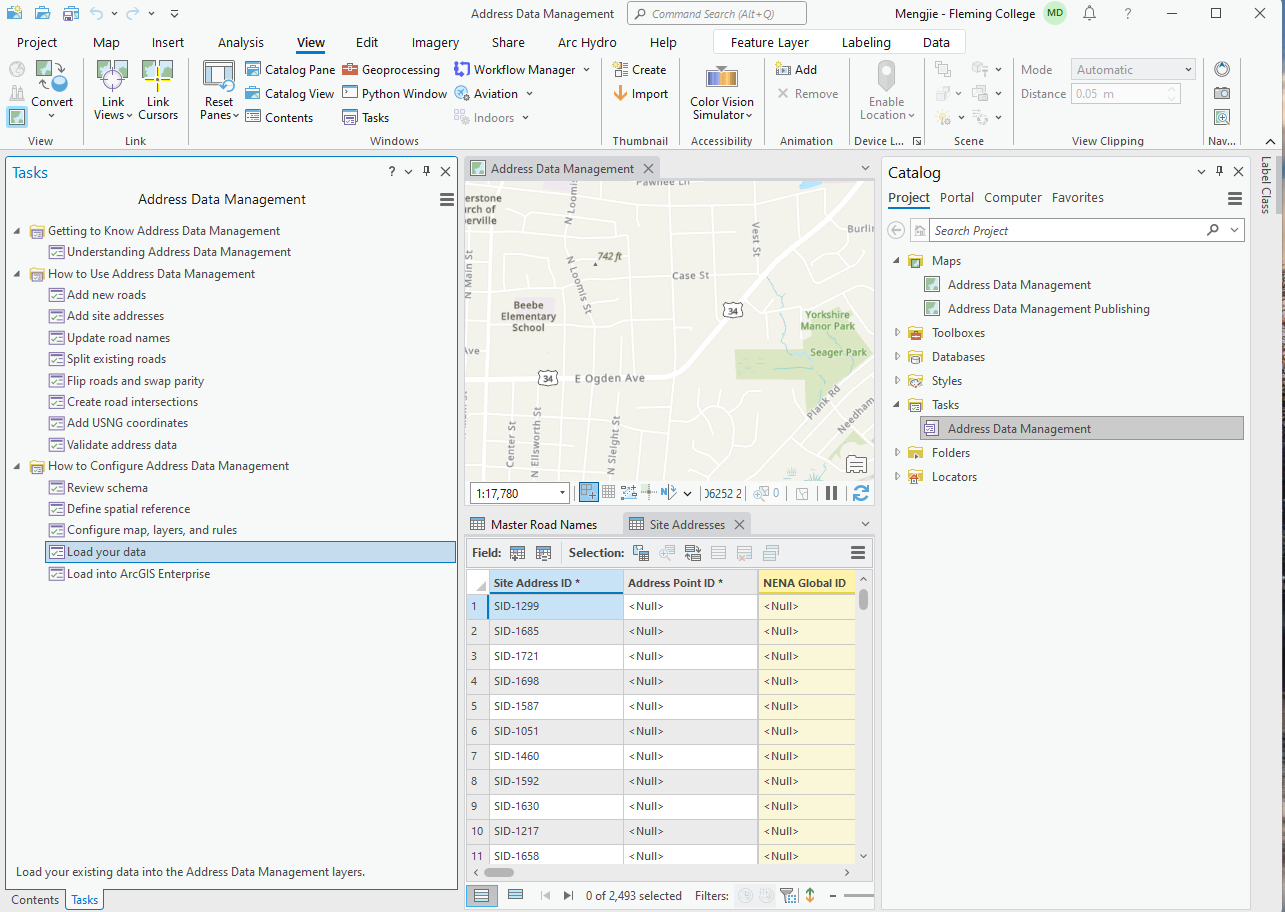 Address Data Management
Command Search (Alt+Q)
Mengjie - Fleming College
MD
?
Project
Map
Insert
Analysis
View
Edit
Imagery
Share
Arc Hydro
Help
Feature Layer
Labeling
Data
Convert
View
Link Views
Link Cursors
Link
Reset Panes
Catalog Pane
Catalog View
Contents
Geoprocessing
Python Window
Tasks
Workflow Manager
Aviation
Indoors
Windows
Create
Import
Thumbnail
Color Vision Simulator
Accessibility
Add
Remove
Animation
Enable Location
Device L...
Scene
Mode
Automatic
Distance
0.05 m
View Clipping
Nav...
Tasks
?
Address Data Management
Getting to Know Address Data Management
Understanding Address Data Management
How to Use Address Data Management
Add new roads
Add site addresses
Update road names
Split existing roads
Flip roads and swap parity
Create road intersections
Add USNG coordinates
Validate address data
How to Configure Address Data Management
Review schema
Define spatial reference
Configure map, layers, and rules
Load your data
Load into ArcGIS Enterprise
Load your existing data into the Address Data Management layers.
Contents
Tasks
Address Data Management
Pawnee Ln
erstone
urch of
perville
N Loomis
Vest St
Burlin
742 ft
N Main St
N Loomis St
Case St
Beebe
Elementary
School
34
Yorkshire
Manor Park
Seager Park
Ave
34
E Ogden Ave
Plank Rd
Needham
Center St
N Ellsworth St
N Sleight St
1:17,780
N
06252 2
0
Master Road Names
Site Addresses
Field:
Selection:
Site Address ID *
Address Point ID *
NENA Global ID
1 SID-1299 <Null> <Null>
2 SID-1685 <Null> <Null>
3 SID-1721 <Null> <Null>
4 SID-1698 <Null> <Null>
5 SID-1587 <Null> <Null>
6 SID-1051 <Null> <Null>
7 SID-1460 <Null> <Null>
8 SID-1592 <Null> <Null>
9 SID-1630 <Null> <Null>
10 SID-1217 <Null> <Null>
11 SID-1658 <Null> <Null>
0 of 2,493 selected
Filters:
Catalog
Project
Portal
Computer
Favorites
Search Project
Maps
Address Data Management
Address Data Management Publishing
Toolboxes
Databases
Styles
Tasks
Address Data Management
Folders
Locators
Label Class